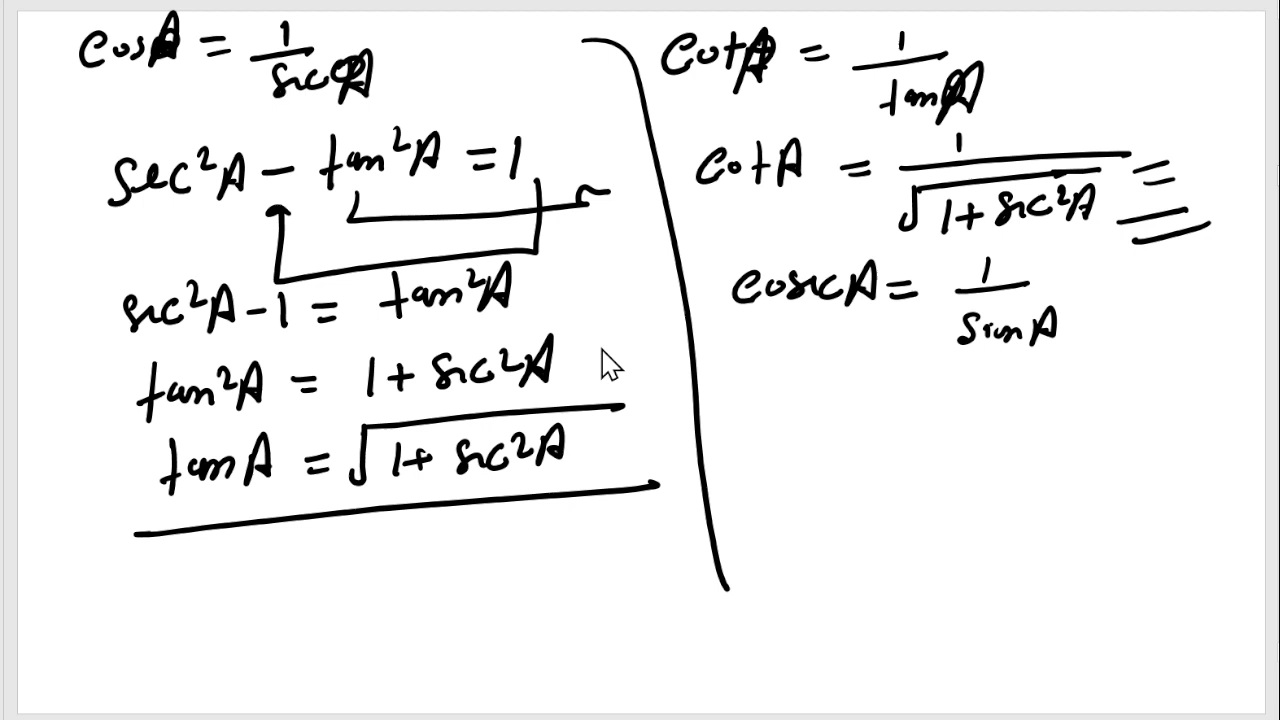 cosA = 1/secA
sec²A - tan²A = 1
sec²A - 1 = tan²A
tan²A = 1 + sec²A
tanA = √(1 + sec²A)
cotA = 1/tanA
cotA = 1/√(1 + sec²A) =
cosecA = 1/sinA